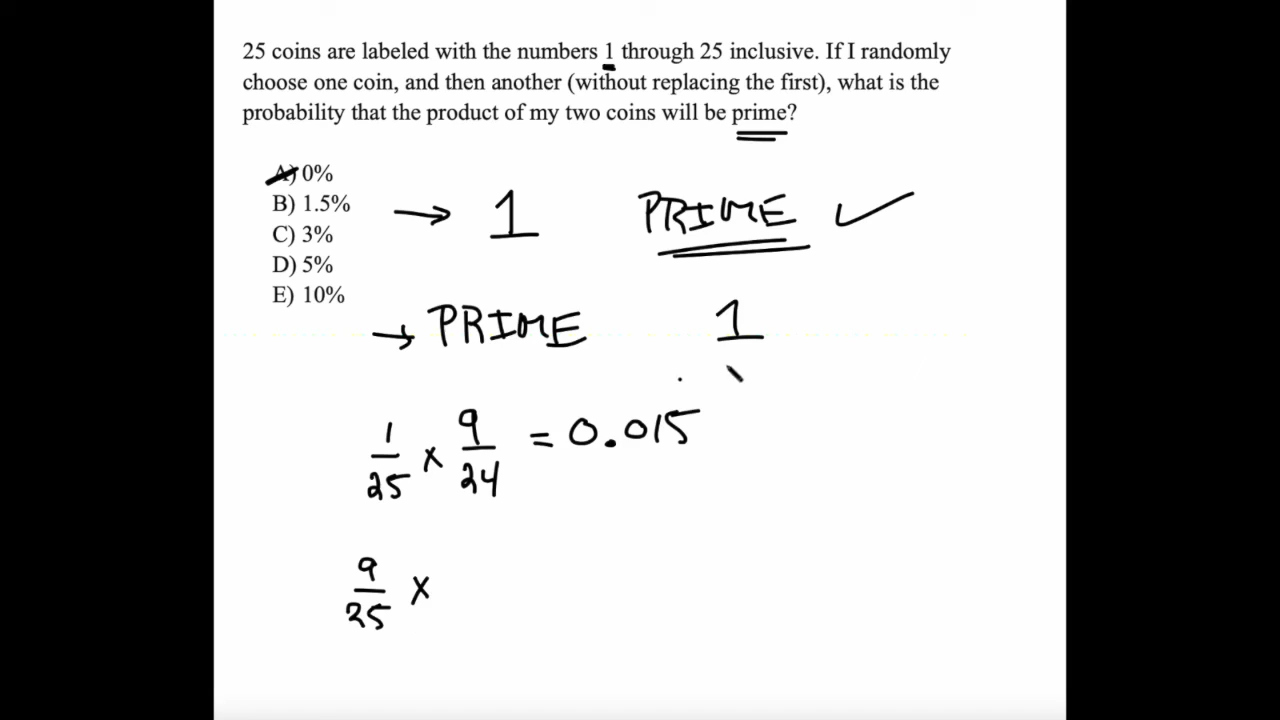 25 coins are labeled with the numbers 1 through 25 inclusive. If I randomly
choose one coin, and then another (without replacing the first), what is the
probability that the product of my two coins will be prime?
A) 0%
B) 1.5%
C) 3%
D) 5%
E) 10%
→ 1 PRIME ✓
→ PRIME 1
1/25 × 9/24 = 0.015
9/25 ×